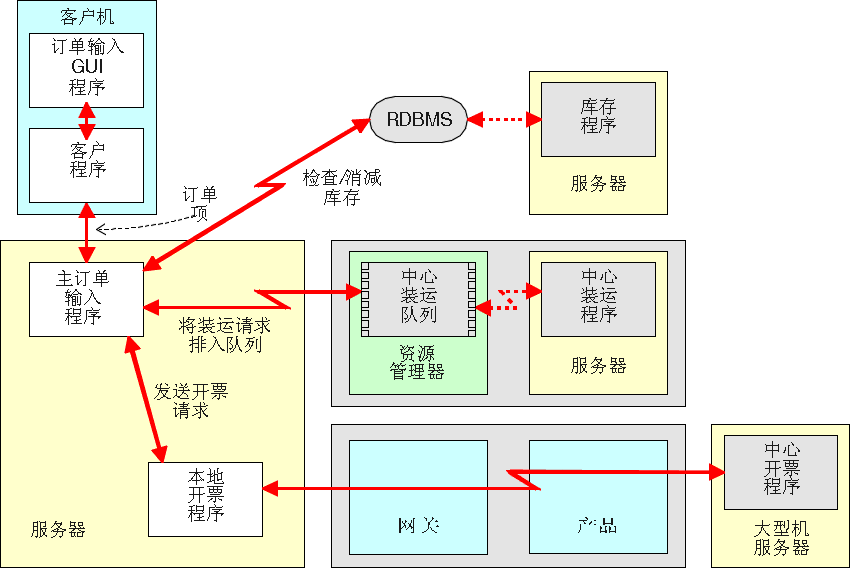 客户机
订单输入
GUI
程序
客户
程序
订单
项
RDBMS
检查/消减
库存
库存
程序
服务器
主订单
输入
程序
将装运请求
排入队列
中心
装运
队列
资源
管理器
中心
装运
程序
服务器
发送开票
请求
本地
开票
程序
服务器
网关
产品
中心
开票
程序
大型机
服务器